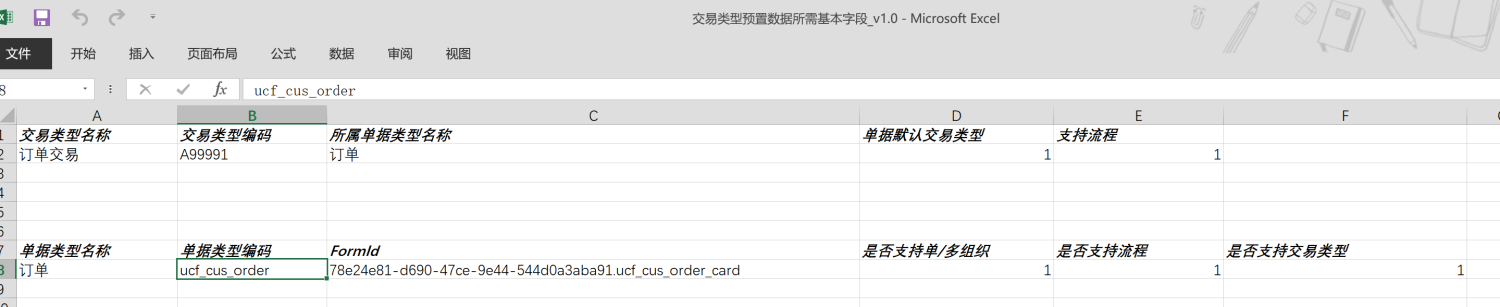 交易类型预置数据所需基本字段_v1.0 - Microsoft Excel
文件 开始 插入 页面布局 公式 数据 审阅 视图
8 fx ucf_cus_order
A B C D E F
1 交易类型名称 交易类型编码 所属单据类型名称 单据默认交易类型 支持流程
2 订单交易 A99991 订单 1 1
3
4
5
6
7 单据类型名称 单据类型编码 FormId 是否支持单/多组织 是否支持流程 是否支持交易类型
8 订单 ucf_cus_order 78e24e81-d690-47ce-9e44-544d0a3aba91.ucf_cus_order_card 1 1 1
9